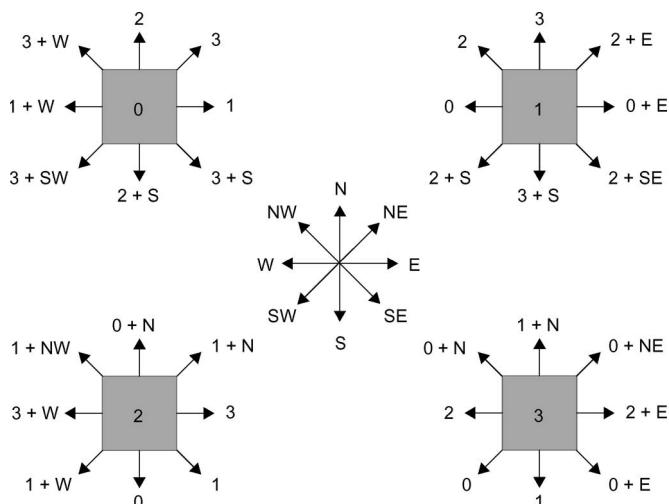 2
3 + W
3
1 + W
0
1
3 + SW
2 + S
3 + S
3
2
2 + E
0
1
0 + E
2 + S
3 + S
2 + SE
N
NW
NE
W
E
SW
SE
S
0 + N
1 + NW
1 + N
3 + W
2
3
1 + W
0
1
1 + N
0 + N
0 + NE
2
3
2 + E
0
1
0 + E